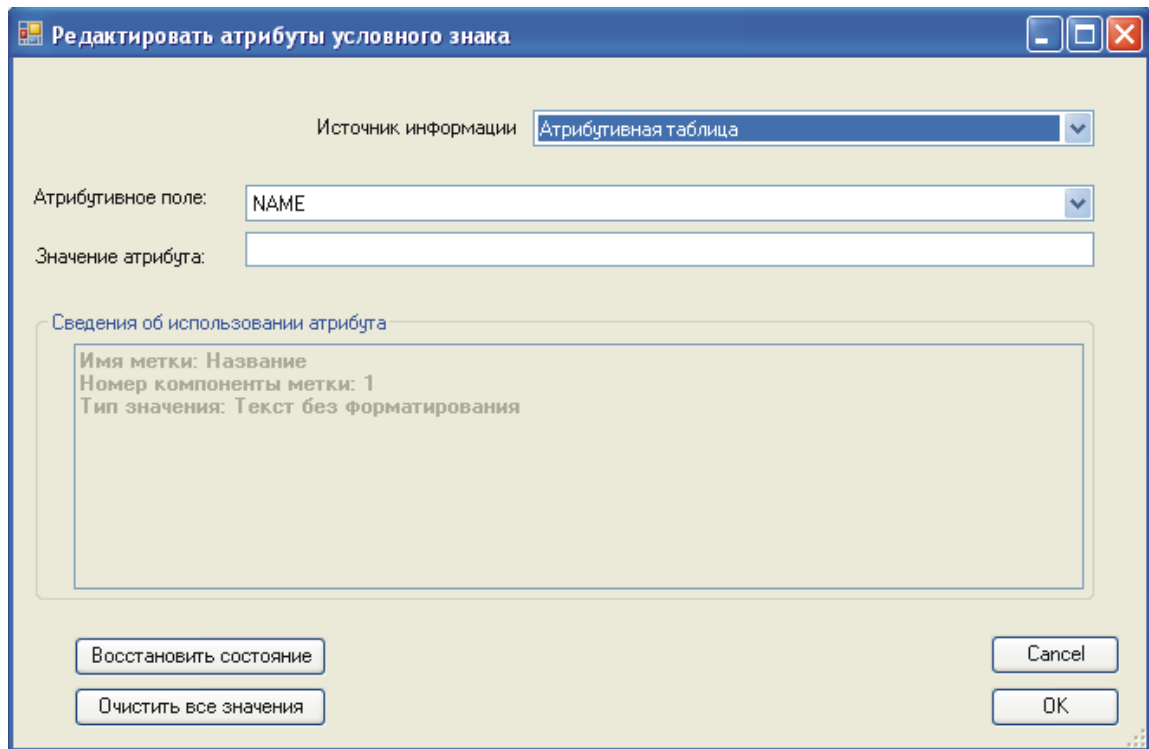 Редактировать атрибуты условного знака
Источник информации Атрибутивная таблица
Атрибутивное поле: NAME
Значение атрибута:
Сведения об использовании атрибута
Имя метки: Название
Номер компоненты метки: 1
Тип значения: Текст без форматирования
Восстановить состояние Cancel
Очистить все значения OK